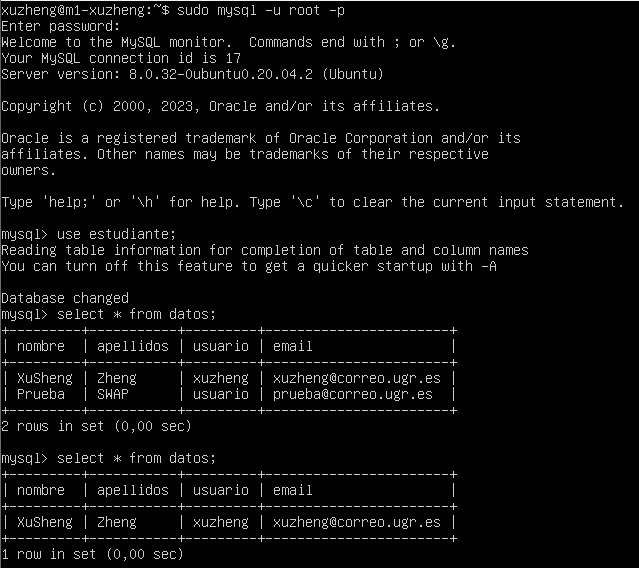 xuzheng@m1-xuzheng:~$ sudo mysql -u root -p
Enter password:
Welcome to the MySQL monitor.  Commands end with ; or \g.
Your MySQL connection id is 17
Server version: 8.0.32-0ubuntu0.20.04.2 (Ubuntu)

Copyright (c) 2000, 2023, Oracle and/or its affiliates.

Oracle is a registered trademark of Oracle Corporation and/or its
affiliates. Other names may be trademarks of their respective
owners.

Type 'help;' or '\h' for help. Type '\c' to clear the current input statement.

mysql> use estudiante;
Reading table information for completion of table and column names
You can turn off this feature to get a quicker startup with -A

Database changed
mysql> select * from datos;
+---------+-----------+---------+-----------------------+
| nombre  | apellidos | usuario | email                 |
+---------+-----------+---------+-----------------------+
| XuSheng | Zheng     | xuzheng | xuzheng@correo.ugr.es |
| Prueba  | SWAP      | usuario | prueba@correo.ugr.es  |
+---------+-----------+---------+-----------------------+
2 rows in set (0,00 sec)

mysql> select * from datos;
+---------+-----------+---------+-----------------------+
| nombre  | apellidos | usuario | email                 |
+---------+-----------+---------+-----------------------+
| XuSheng | Zheng     | xuzheng | xuzheng@correo.ugr.es |
+---------+-----------+---------+-----------------------+
1 row in set (0,00 sec)